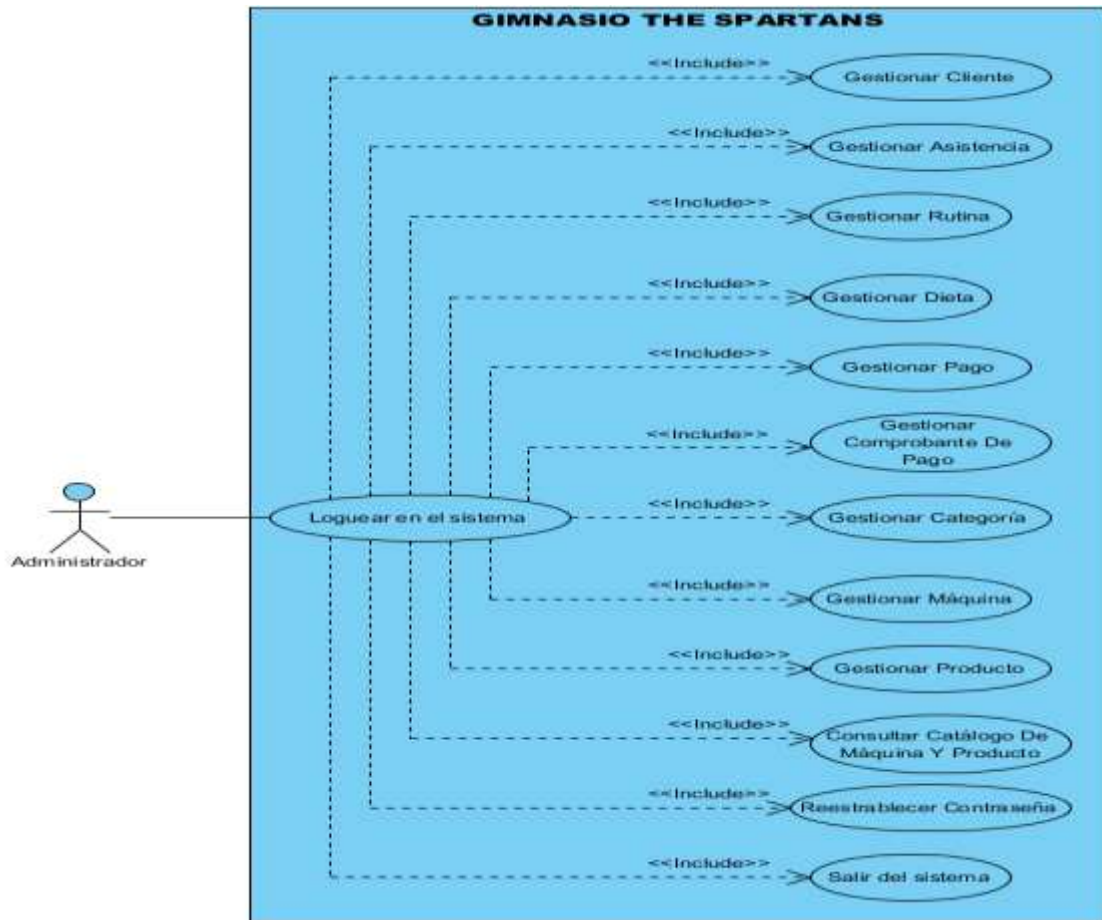 GIMNASIO THE SPARTANS
<<Include>>
Gestionar Cliente
<<Include>>
Gestionar Asistencia
<<Include>>
Gestionar Rutina
<<Include>>
Gestionar Dieta
<<Include>>
Gestionar Pago
<<Include>>
Gestionar
Comprobante De
Pago
Administrador
Loguear en el sistema
<<Include>>
Gestionar Categoría
<<Include>>
Gestionar Máquina
<<Include>>
Gestionar Producto
<<Include>>
Consultar Catálogo De
Máquina Y Producto
<<Include>>
Reestrablecer Contraseña
<<Include>>
Salir del sistema